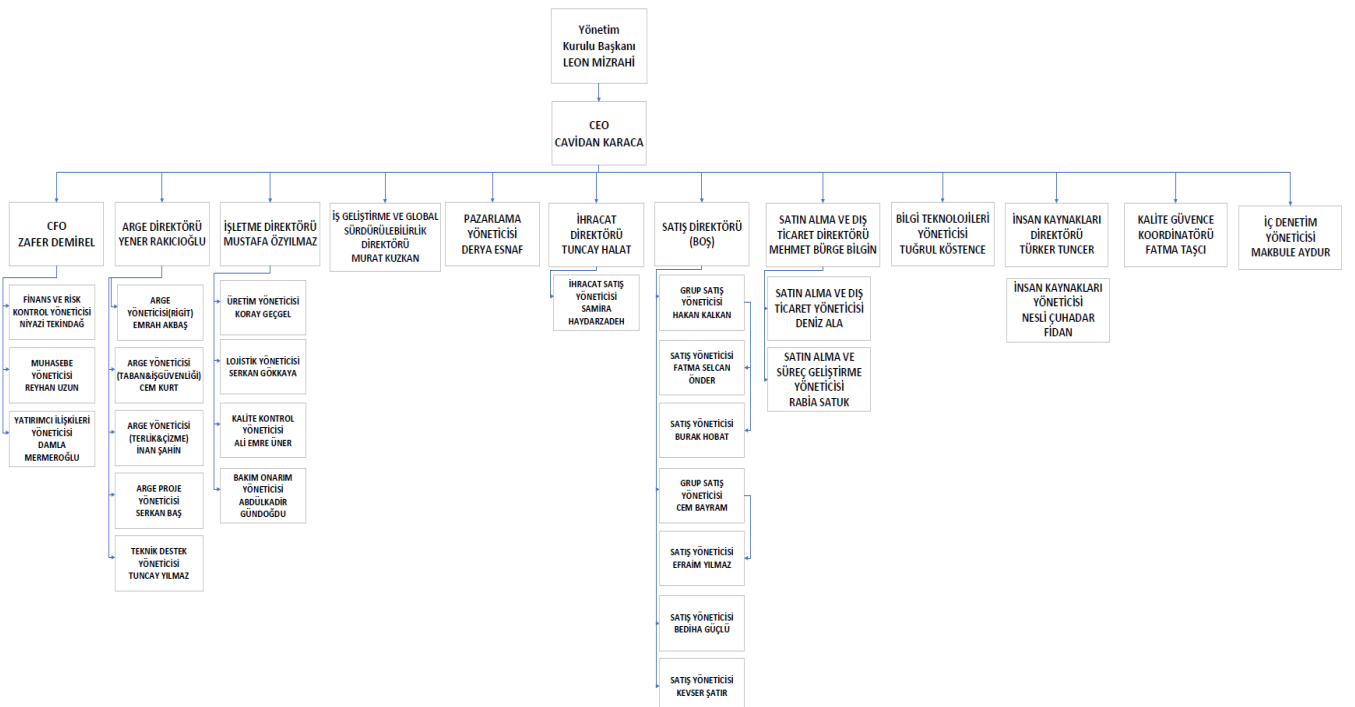 Yönetim
Kurulu Başkanı
LEON MİZRAHİ
CEO
CAVİDAN KARACA
CFO
ZAFER DEMİREL
ARGE DİREKTÖRÜ
YENER RAKICIOĞLU
İŞLETME DİREKTÖRÜ
MUSTAFA ÖZYILMAZ
İŞ GELİŞTİRME VE GLOBAL
SÜRDÜRÜLEBİLİRLİK
DİREKTÖRÜ
MURAT KUZKAN
PAZARLAMA
YÖNETİCİSİ
DERYA ESNAF
İHRACAT
DİREKTÖRÜ
TUNCAY HALAT
SATIŞ DİREKTÖRÜ
(BOŞ)
SATIN ALMA VE DIŞ
TİCARET DİREKTÖRÜ
MEHMET BÜRGE BİLGİN
BİLGİ TEKNOLOJİLERİ
YÖNETİCİSİ
TUĞRUL KÖSTENCE
İNSAN KAYNAKLARI
DİREKTÖRÜ
TÜRKER TUNCER
KALİTE GÜVENCE
KOORDİNATÖRÜ
FATMA TAŞCI
İÇ DENETİM
YÖNETİCİSİ
MAKBULE AYDUR
FİNANS VE RİSK
KONTROL YÖNETİCİSİ
NİYAZİ TEKİNDAĞ
MUHASEBE
YÖNETİCİSİ
REYHAN UZUN
YATIRIMCI İLİŞKİLERİ
YÖNETİCİSİ
DAMLA
MERMEROĞLU
ARGE
YÖNETİCİSİ(RİGİT)
EMRAH AKBAŞ
ARGE YÖNETİCİSİ
(TABAN&İŞGÜVENLİĞİ)
CEM KURT
ARGE YÖNETİCİSİ
(TERLİK&ÇİZME)
İNAN ŞAHİN
ARGE PROJE
YÖNETİCİSİ
SERKAN BAŞ
TEKNİK DESTEK
YÖNETİCİSİ
TUNCAY YILMAZ
ÜRETİM YÖNETİCİSİ
KORAY GEÇGEL
LOJİSTİK YÖNETİCİSİ
SERKAN GÖKKAYA
KALİTE KONTROL
YÖNETİCİSİ
ALİ EMRE ÜNER
BAKIM ONARIM
YÖNETİCİSİ
ABDÜLKADİR
GÜNDOĞDU
İHRACAT SATIŞ
YÖNETİCİSİ
SAMİRA
HAYDARZADEH
GRUP SATIŞ
YÖNETİCİSİ
HAKAN KALKAN
SATIŞ YÖNETİCİSİ
FATMA SELCAN
ÖNDER
SATIŞ YÖNETİCİSİ
BURAK HOBAT
GRUP SATIŞ
YÖNETİCİSİ
CEM BAYRAM
SATIŞ YÖNETİCİSİ
EFRAİM YILMAZ
SATIŞ YÖNETİCİSİ
BEDİHA GÜÇLÜ
SATIŞ YÖNETİCİSİ
KEVSER ŞATIR
SATIN ALMA VE DIŞ
TİCARET YÖNETİCİSİ
DENİZ ALA
SATIN ALMA VE
SÜREÇ GELİŞTİRME
YÖNETİCİSİ
RABİA SATUK
İNSAN KAYNAKLARI
YÖNETİCİSİ
NESLİ ÇUHADAR
FİDAN